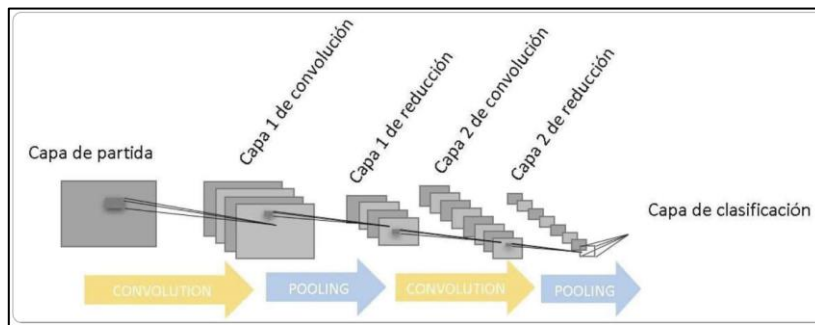 Capa de partida
Capa 1 de convolución
Capa 1 de reducción
Capa 2 de convolución
Capa 2 de reducción
Capa de clasificación
CONVOLUTION
POOLING
CONVOLUTION
POOLING